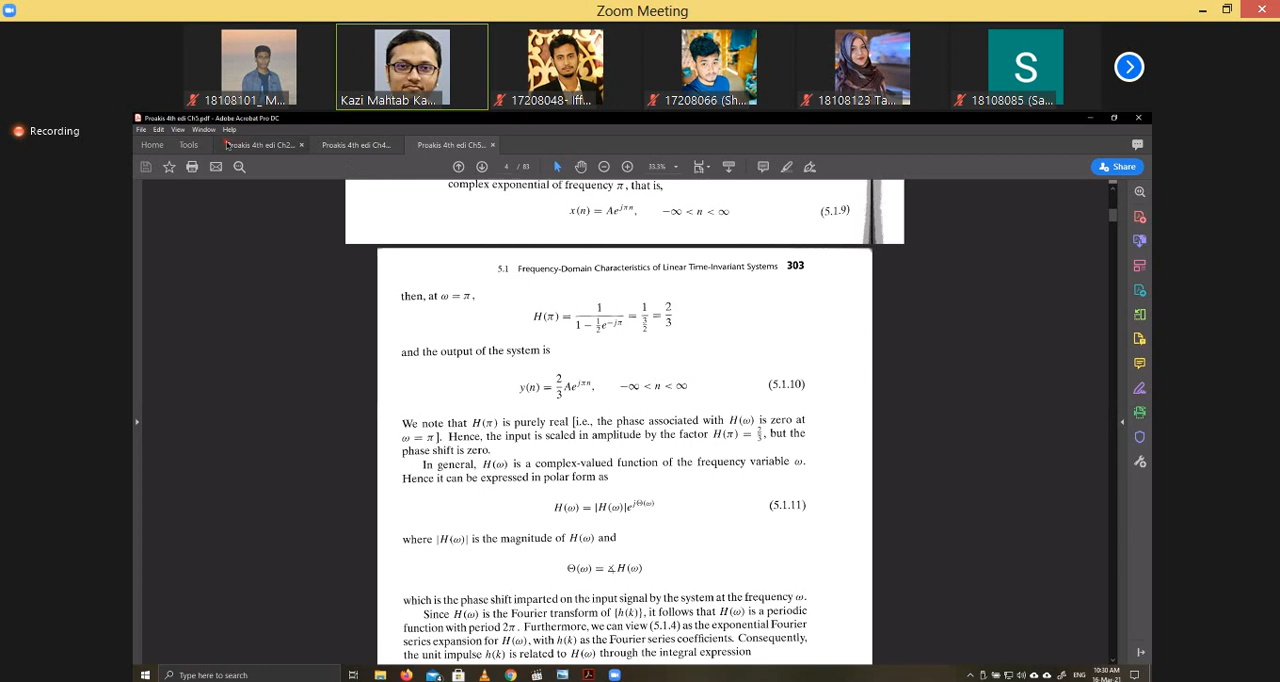 Zoom Meeting
18108101_ M...
Kazi Mahtab Ka...
17208048- Iff...
17208066 (Sh...
18108123 Ta...
S
18108085 (Sa...
Recording
Proakis 4th edi Ch5.pdf - Adobe Acrobat Pro DC
File Edit View Window Help
Home Tools Proakis 4th edi Ch2... × Proakis 4th edi Ch4... Proakis 4th edi Ch5... ×
4 / 83 33.3% Share
complex exponential of frequency π, that is,
x(n) = Ae^{jπn}, −∞ < n < ∞ (5.1.9)
5.1 Frequency-Domain Characteristics of Linear Time-Invariant Systems 303
then, at ω = π,
H(π) = 1 / (1 − ½e^{−jπ}) = 1 / (3/2) = 2/3
and the output of the system is
y(n) = 2/3 Ae^{jπn}, −∞ < n < ∞ (5.1.10)
We note that H(π) is purely real [i.e., the phase associated with H(ω) is zero at
ω = π]. Hence, the input is scaled in amplitude by the factor H(π) = 2/3, but the
phase shift is zero.
In general, H(ω) is a complex-valued function of the frequency variable ω.
Hence it can be expressed in polar form as
H(ω) = |H(ω)|e^{jΘ(ω)} (5.1.11)
where |H(ω)| is the magnitude of H(ω) and
Θ(ω) = ∡H(ω)
which is the phase shift imparted on the input signal by the system at the frequency ω.
Since H(ω) is the Fourier transform of {h(k)}, it follows that H(ω) is a periodic
function with period 2π. Furthermore, we can view (5.1.4) as the exponential Fourier
series expansion for H(ω), with h(k) as the Fourier series coefficients. Consequently,
the unit impulse h(k) is related to H(ω) through the integral expression
Type here to search
ENG
10:30 AM
16-Mar-21